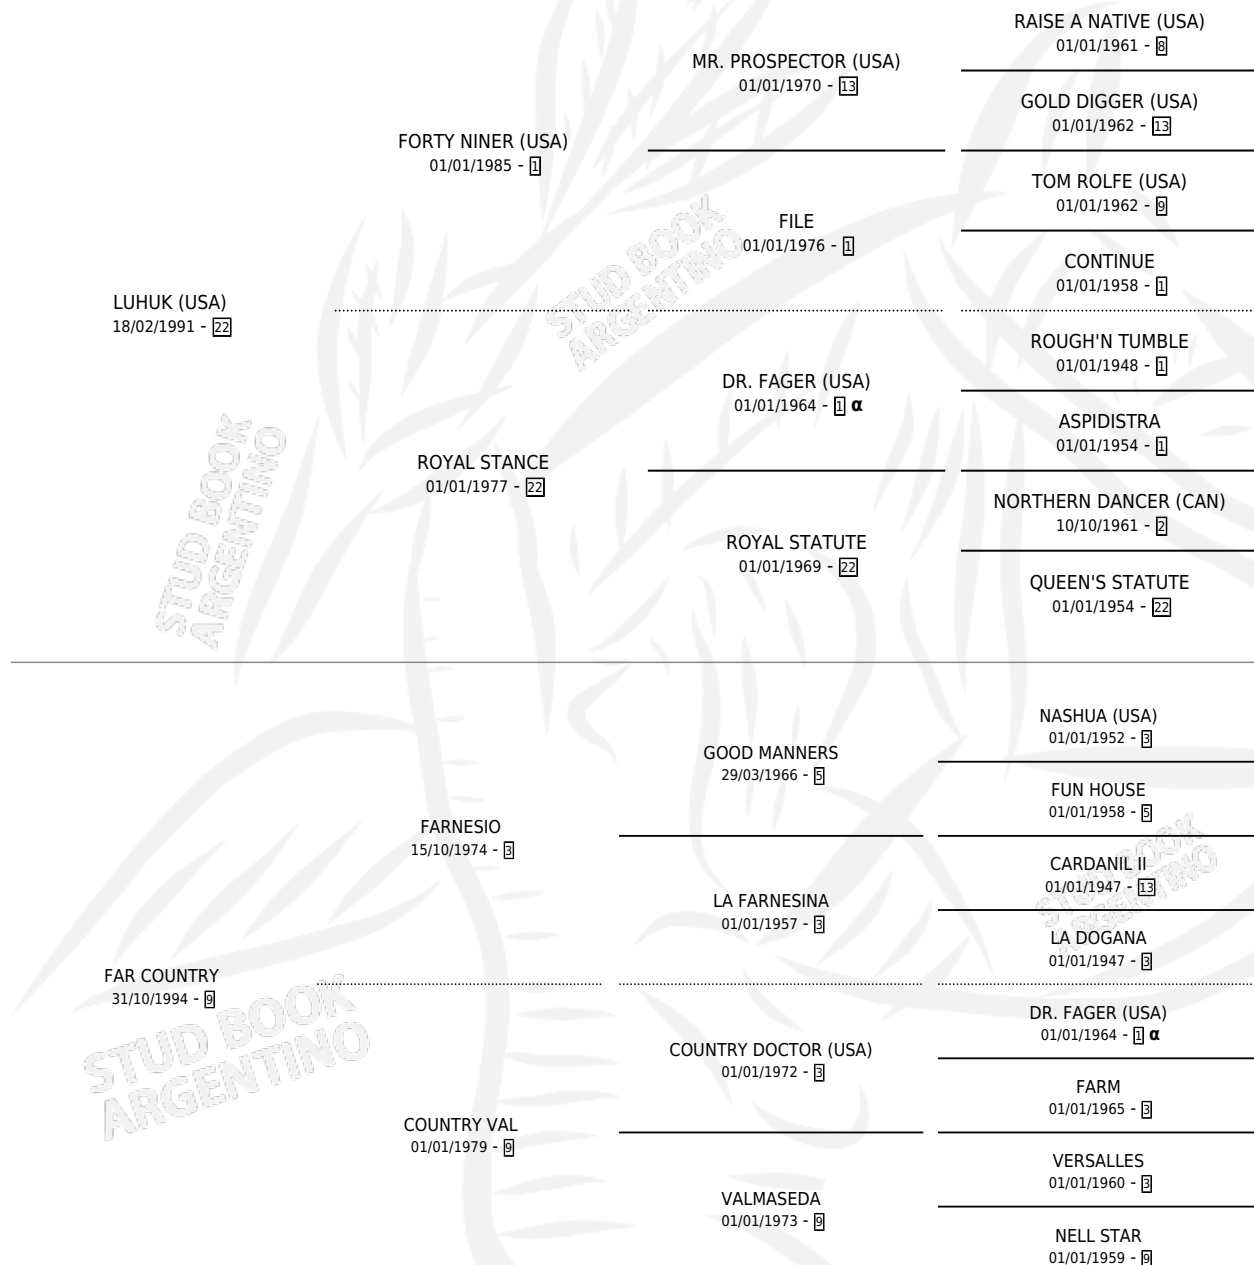 RAISE A NATIVE (USA)
01/01/1961 - 8
MR. PROSPECTOR (USA)
01/01/1970 - 13
GOLD DIGGER (USA)
01/01/1962 - 13
FORTY NINER (USA)
01/01/1985 - 1
TOM ROLFE (USA)
01/01/1962 - 9
FILE
01/01/1976 - 1
CONTINUE
01/01/1958 - 1
LUHUK (USA)
18/02/1991 - 22
ROUGH'N TUMBLE
01/01/1948 - 1
DR. FAGER (USA)
01/01/1964 - 1 α
ASPIDISTRA
01/01/1954 - 1
ROYAL STANCE
01/01/1977 - 22
NORTHERN DANCER (CAN)
10/10/1961 - 2
ROYAL STATUTE
01/01/1969 - 22
QUEEN'S STATUTE
01/01/1954 - 22
STUD BOOK
ARGENTINO
STUD BOOK
ARGENTINO
NASHUA (USA)
01/01/1952 - 3
GOOD MANNERS
29/03/1966 - 5
FUN HOUSE
01/01/1958 - 5
FARNESIO
15/10/1974 - 3
CARDANIL II
01/01/1947 - 13
LA FARNESINA
01/01/1957 - 3
LA DOGANA
01/01/1947 - 3
FAR COUNTRY
31/10/1994 - 9
DR. FAGER (USA)
01/01/1964 - 1 α
COUNTRY DOCTOR (USA)
01/01/1972 - 3
FARM
01/01/1965 - 3
COUNTRY VAL
01/01/1979 - 9
VERSALLES
01/01/1960 - 3
VALMASEDA
01/01/1973 - 9
NELL STAR
01/01/1959 - 9
STUD BOOK
ARGENTINO
STUD BOOK
ARGENTINO